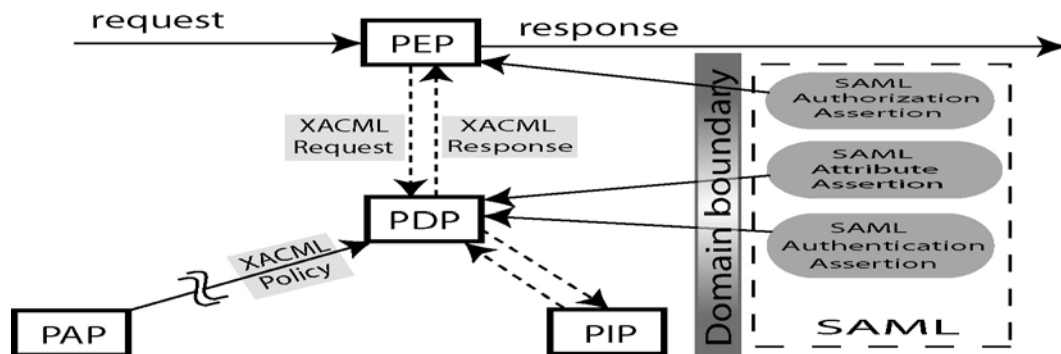 request
PEP
response
XACML
Request
XACML
Response
PDP
XACML
Policy
PAP
PIP
Domain boundary
SAML
Authorization
Assertion
SAML
Attribute
Assertion
SAML
Authentication
Assertion
SAML